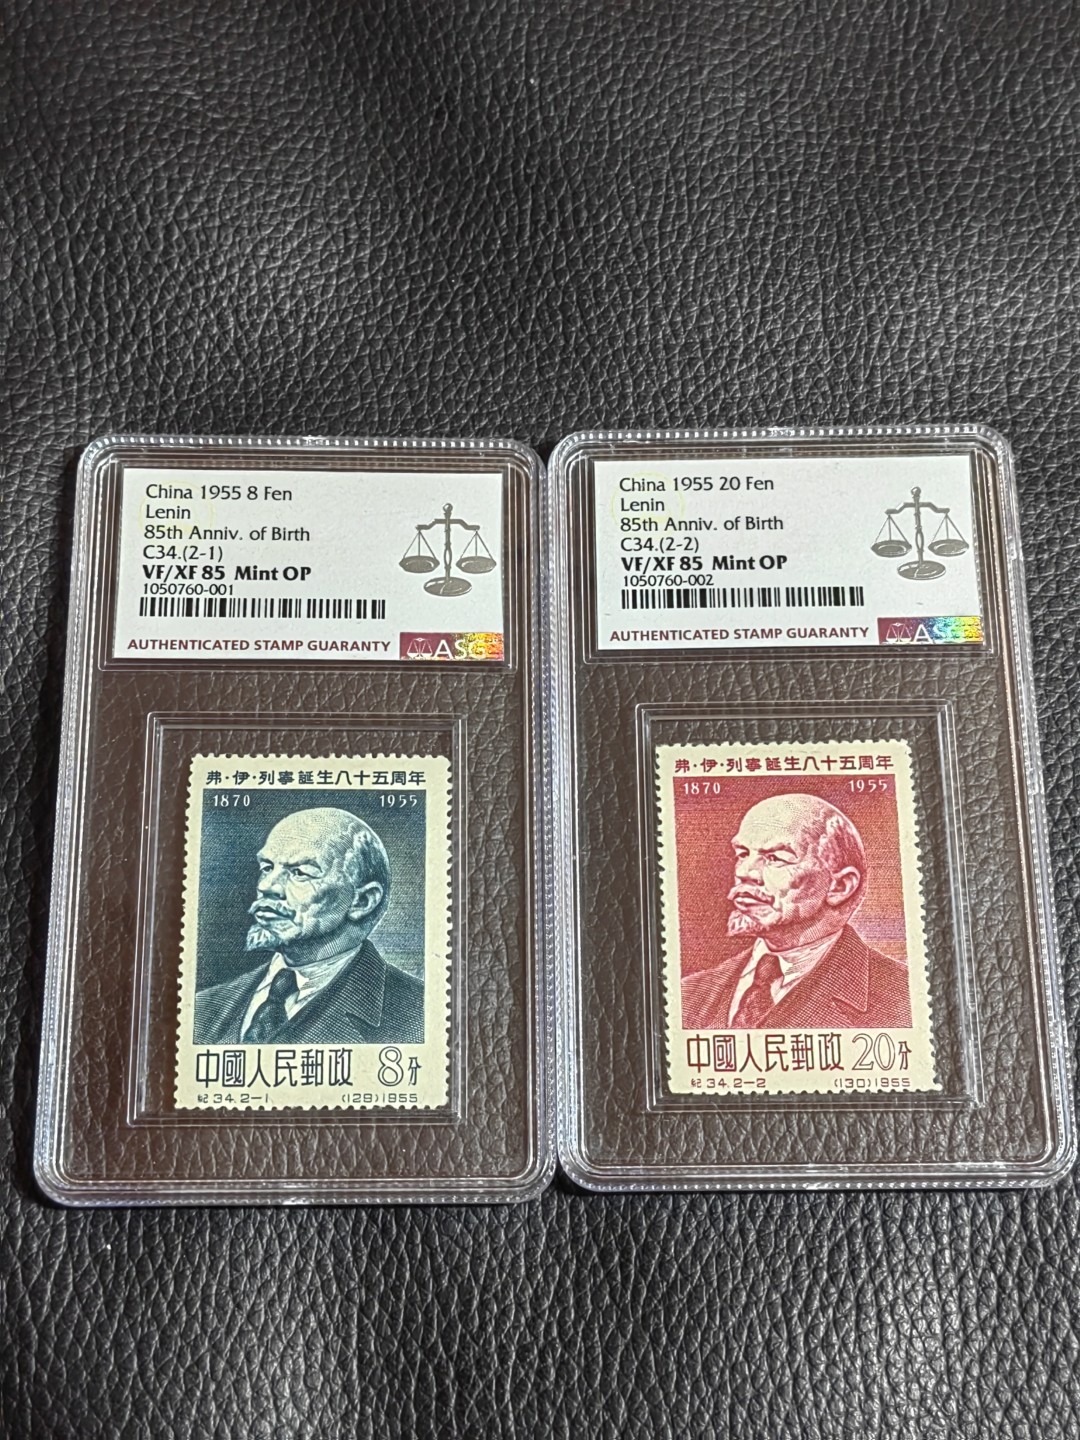 China 1955 8 Fen
Lenin
85th Anniv. of Birth
C34.(2-1)
VF/XF 85 Mint OP
1050760-001
AUTHENTICATED STAMP GUARANTY
ASG
弗·伊·列寧誕生八十五周年
1870 1955
中國人民郵政 8分
紀34.2-1 (129)1955
China 1955 20 Fen
Lenin
85th Anniv. of Birth
C34.(2-2)
VF/XF 85 Mint OP
1050760-002
AUTHENTICATED STAMP GUARANTY
ASG
弗·伊·列寧誕生八十五周年
1870 1955
中國人民郵政 20分
紀34.2-2 (130)1955